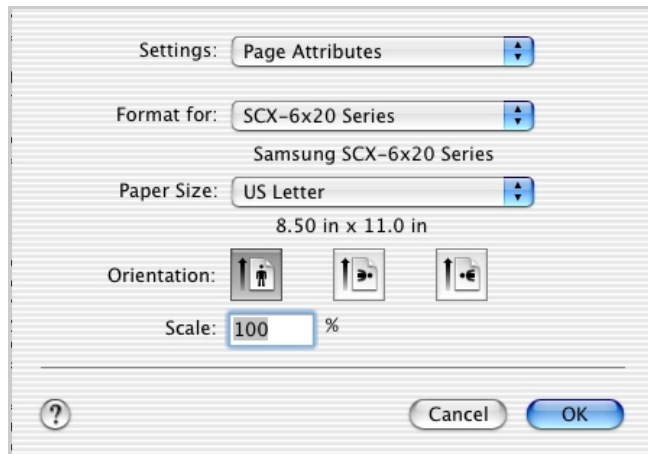 Settings: Page Attributes
Format for: SCX-6x20 Series
Samsung SCX-6x20 Series
Paper Size: US Letter
8.50 in x 11.0 in
Orientation:
Scale: 100 %
? Cancel OK